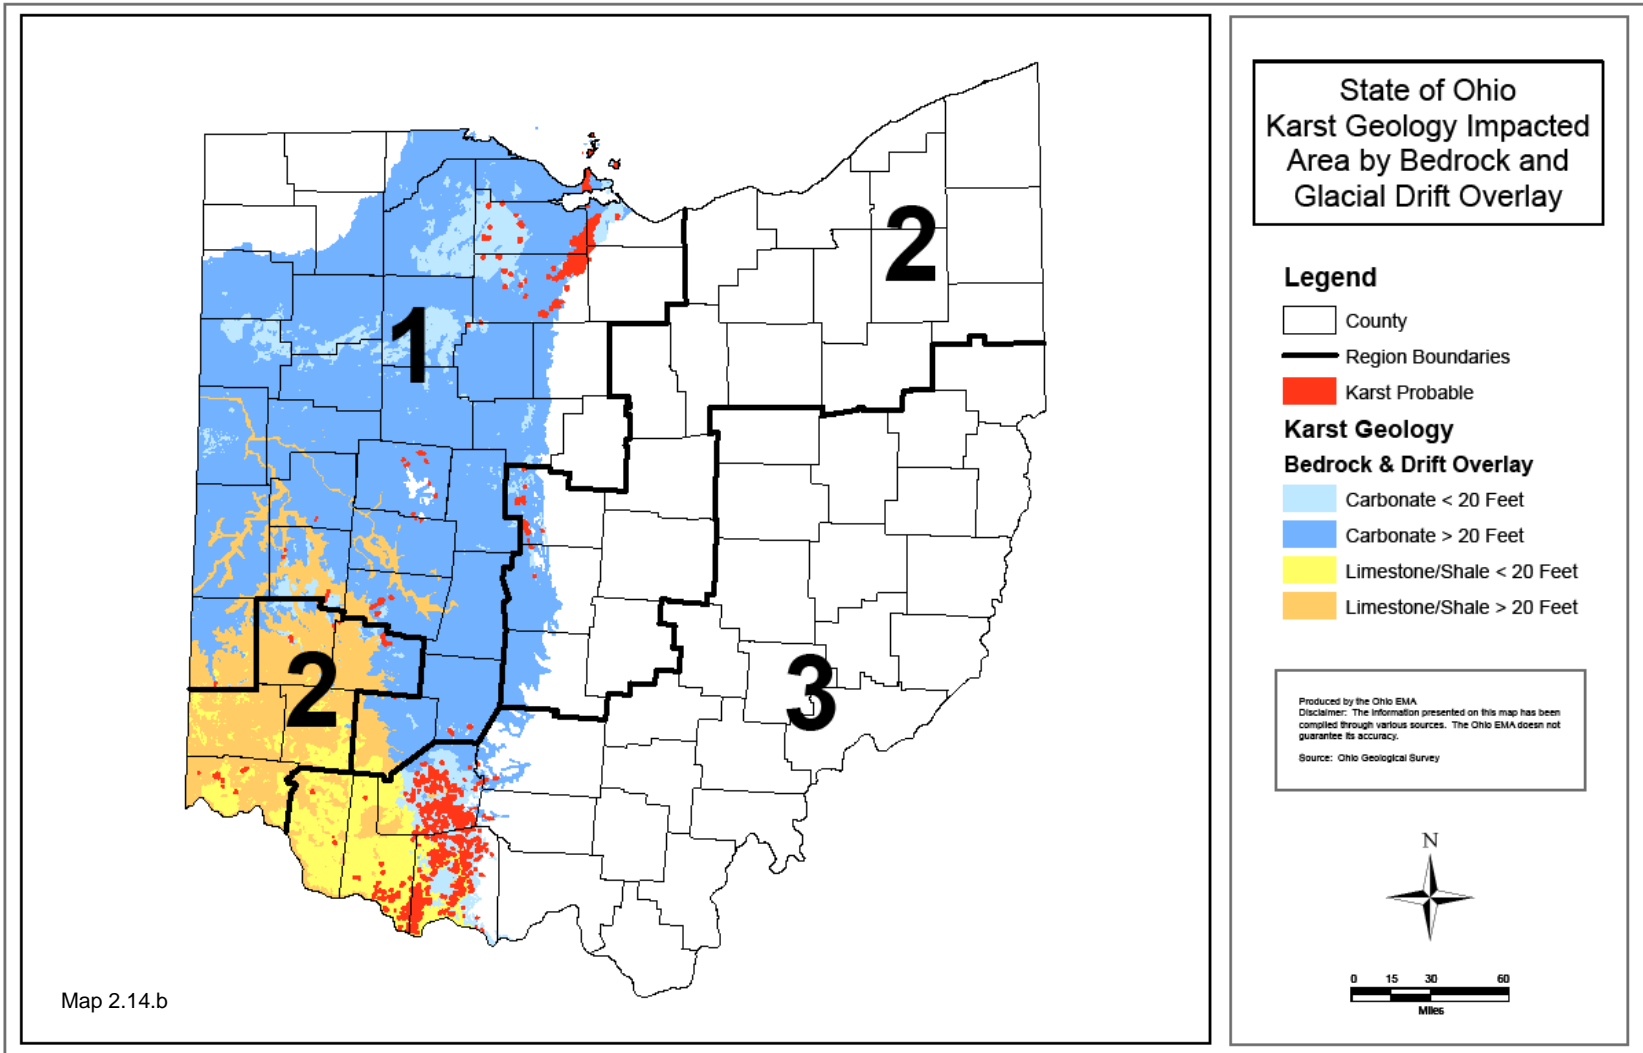 State of Ohio
Karst Geology Impacted
Area by Bedrock and
Glacial Drift Overlay
Legend
County
Region Boundaries
Karst Probable
Karst Geology
Bedrock & Drift Overlay
Carbonate < 20 Feet
Carbonate > 20 Feet
Limestone/Shale < 20 Feet
Limestone/Shale > 20 Feet
Produced by the Ohio EMA
Disclaimer: The information presented on this map has been
compiled through various sources. The Ohio EMA doesn not
guarantee its accuracy.
Source: Ohio Geological Survey
N
0 15 30 60
Miles
2
1
2
3
Map 2.14.b